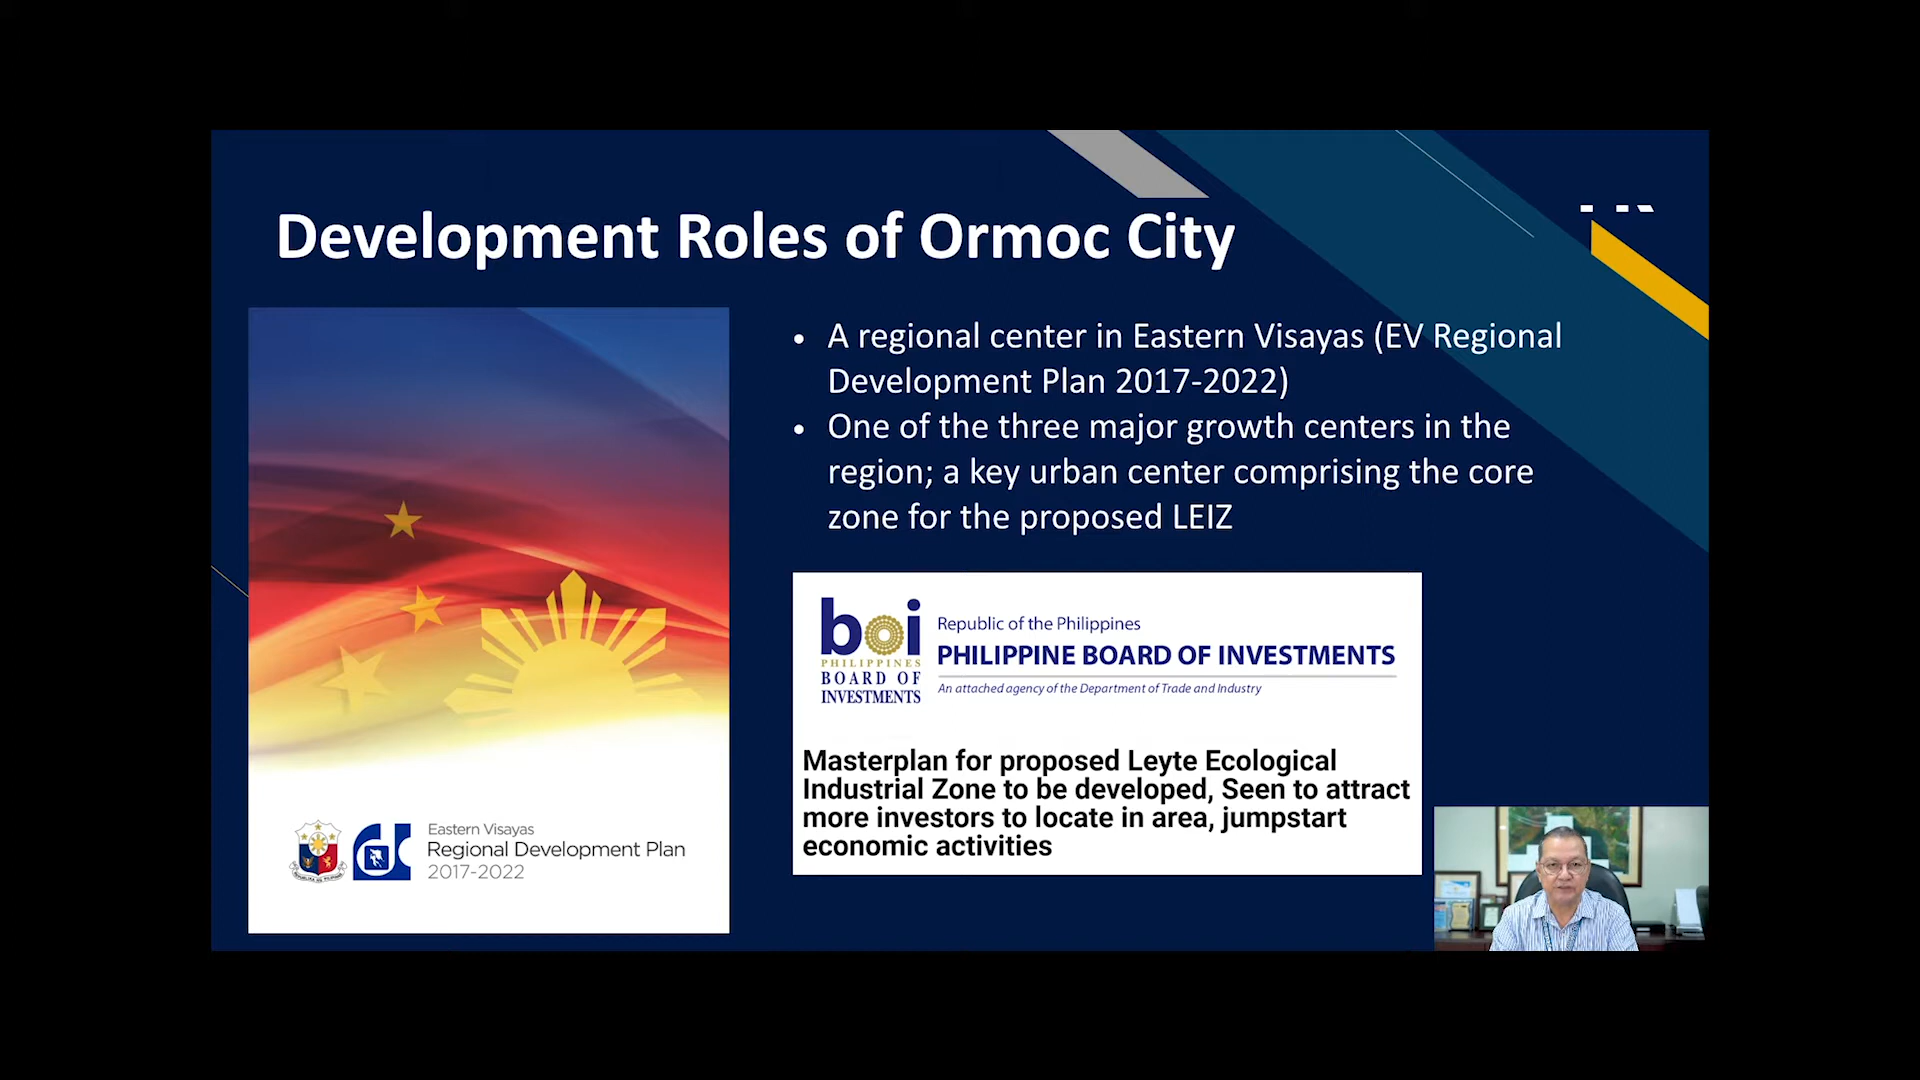 Development Roles of Ormoc City
• A regional center in Eastern Visayas (EV Regional
Development Plan 2017-2022)
• One of the three major growth centers in the
region; a key urban center comprising the core
zone for the proposed LEIZ
boi
PHILIPPINES
BOARD OF
INVESTMENTS
Republic of the Philippines
PHILIPPINE BOARD OF INVESTMENTS
An attached agency of the Department of Trade and Industry
Masterplan for proposed Leyte Ecological
Industrial Zone to be developed, Seen to attract
more investors to locate in area, jumpstart
economic activities
Eastern Visayas
Regional Development Plan
2017-2022